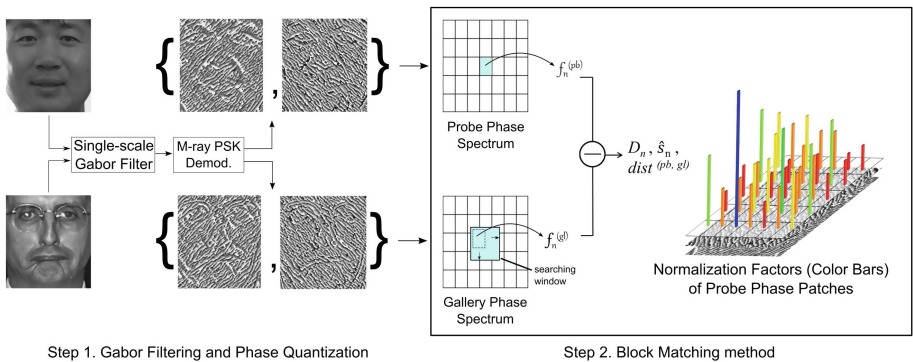 Single-scale
Gabor Filter
M-ray PSK
Demod.
{ , }
{ , }
Step 1. Gabor Filtering and Phase Quantization
f_n^(pb)
Probe Phase
Spectrum
f_n^(gl)
searching
window
Gallery Phase
Spectrum
D_n , ŝ_n ,
dist ^(pb, gl)
Normalization Factors (Color Bars)
of Probe Phase Patches
Step 2. Block Matching method